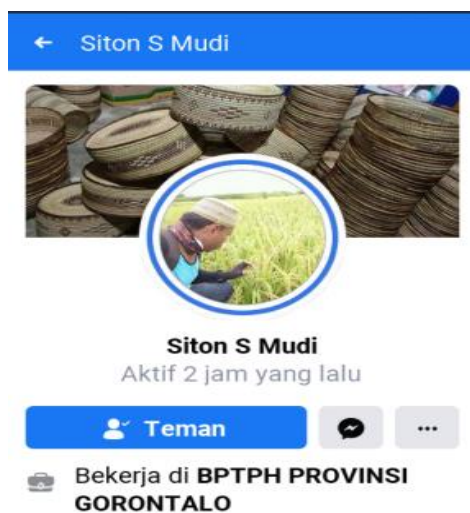 Siton S Mudi
Siton S Mudi
Aktif 2 jam yang lalu
Teman
Bekerja di BPTPH PROVINSI
GORONTALO